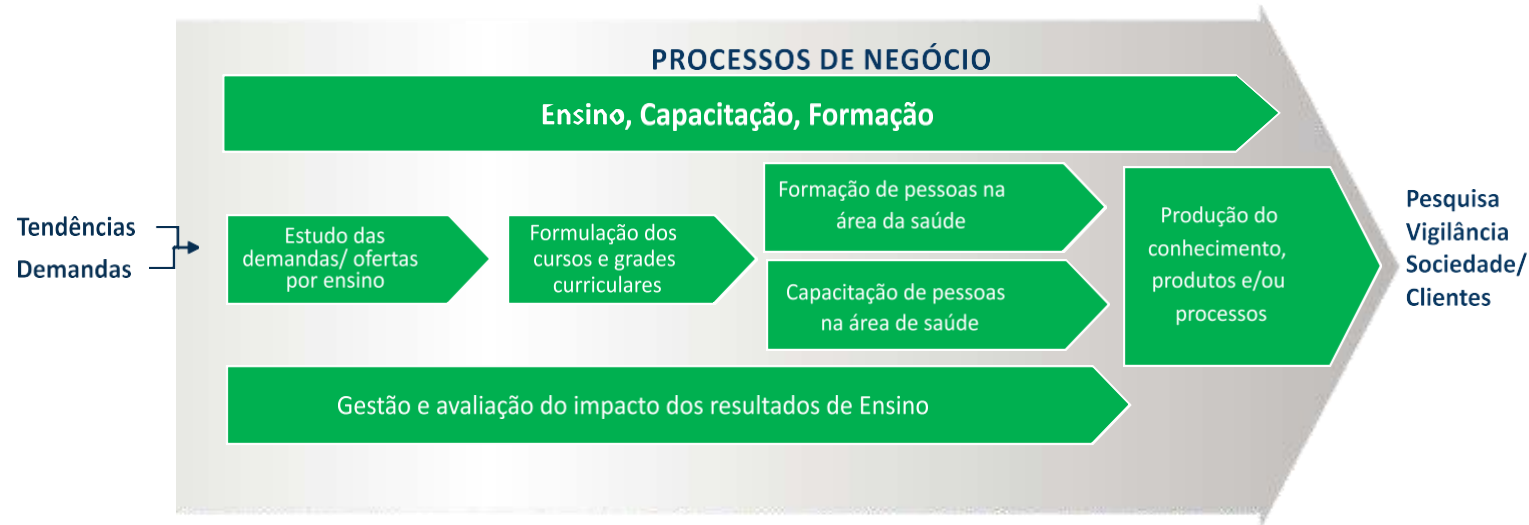 PROCESSOS DE NEGÓCIO
Ensino, Capacitação, Formação
Tendências
Demandas
Estudo das
demandas/ ofertas
por ensino
Formulação dos
cursos e grades
curriculares
Formação de pessoas na
área da saúde
Capacitação de pessoas
na área de saúde
Produção do
conhecimento,
produtos e/ou
processos
Gestão e avaliação do impacto dos resultados de Ensino
Pesquisa
Vigilância
Sociedade/
Clientes